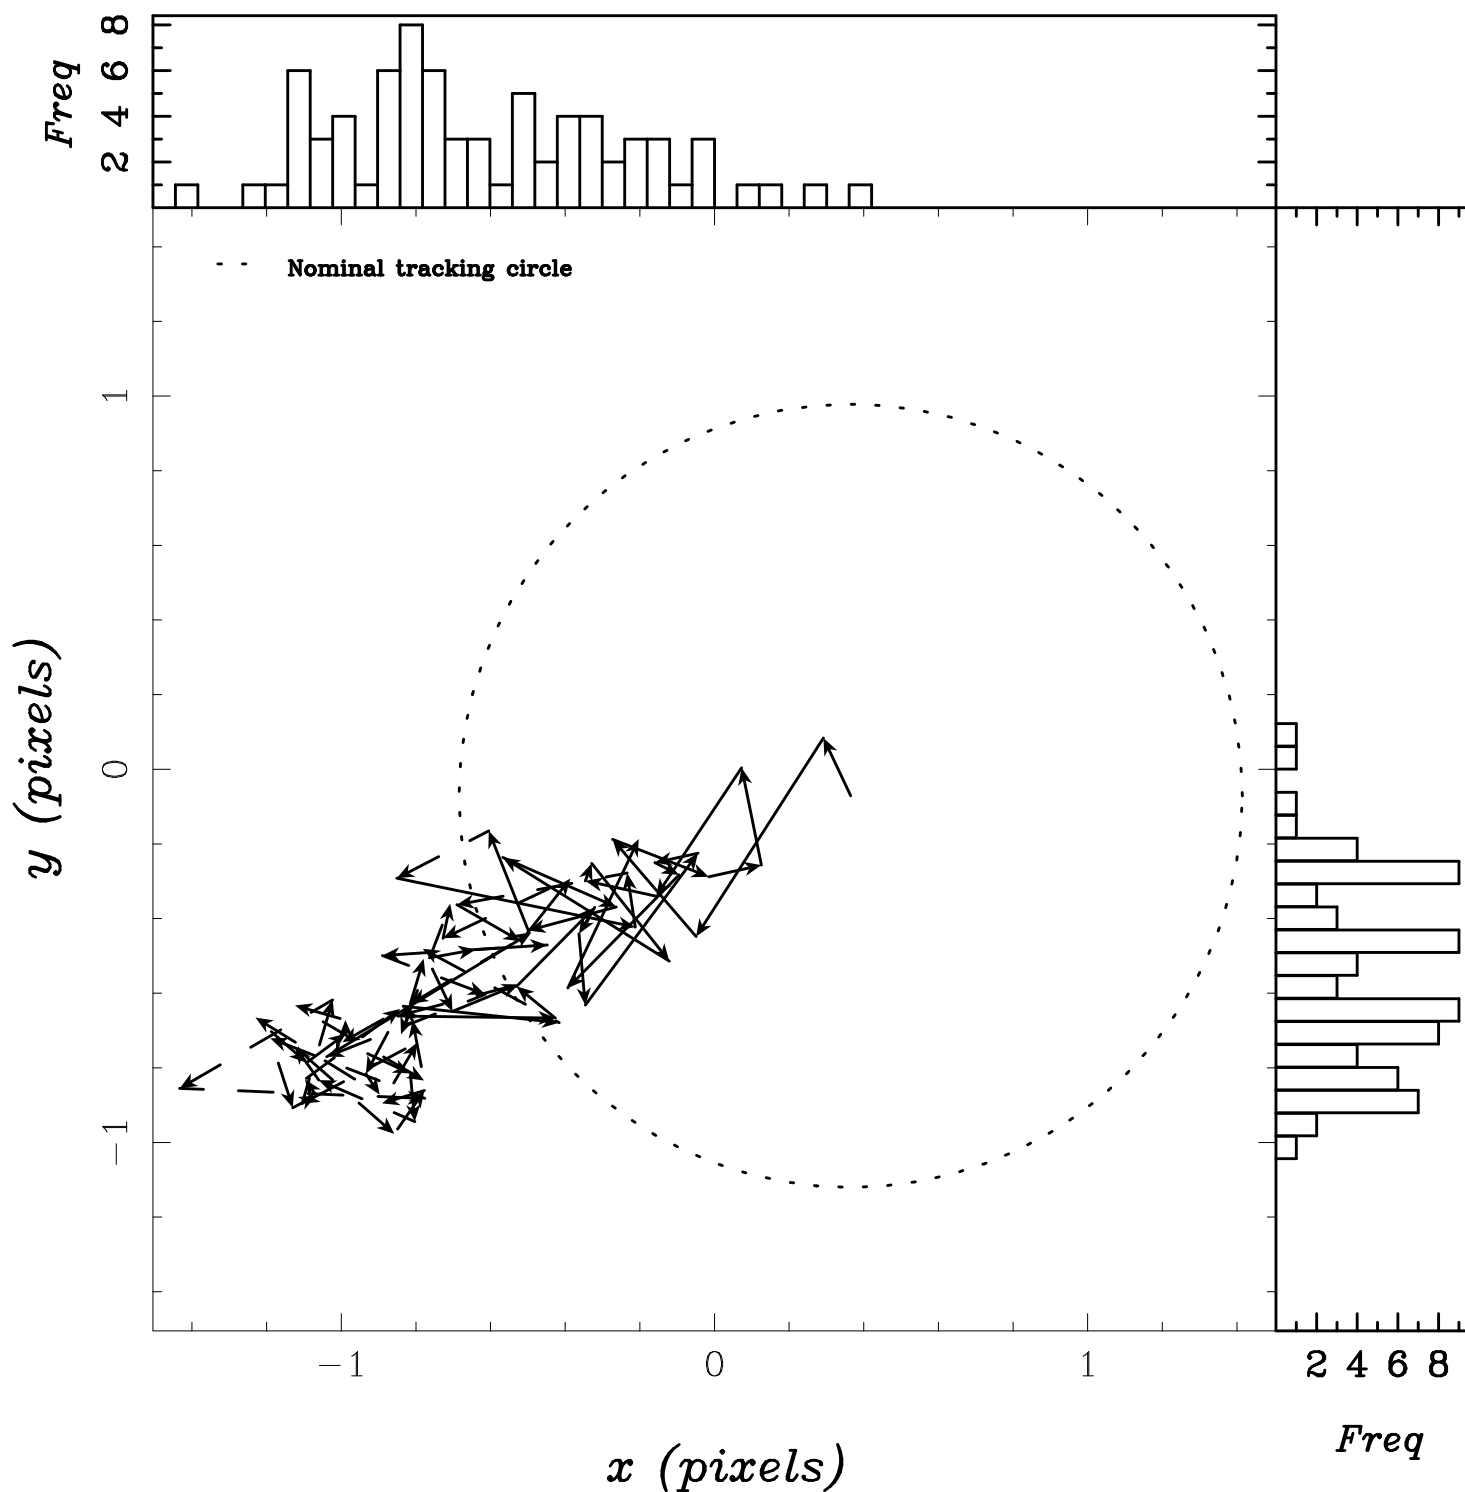 Freq
8
6
4
2
Nominal tracking circle
y (pixels)
1
0
−1
−1 0 1
2 4 6 8
x (pixels)
Freq